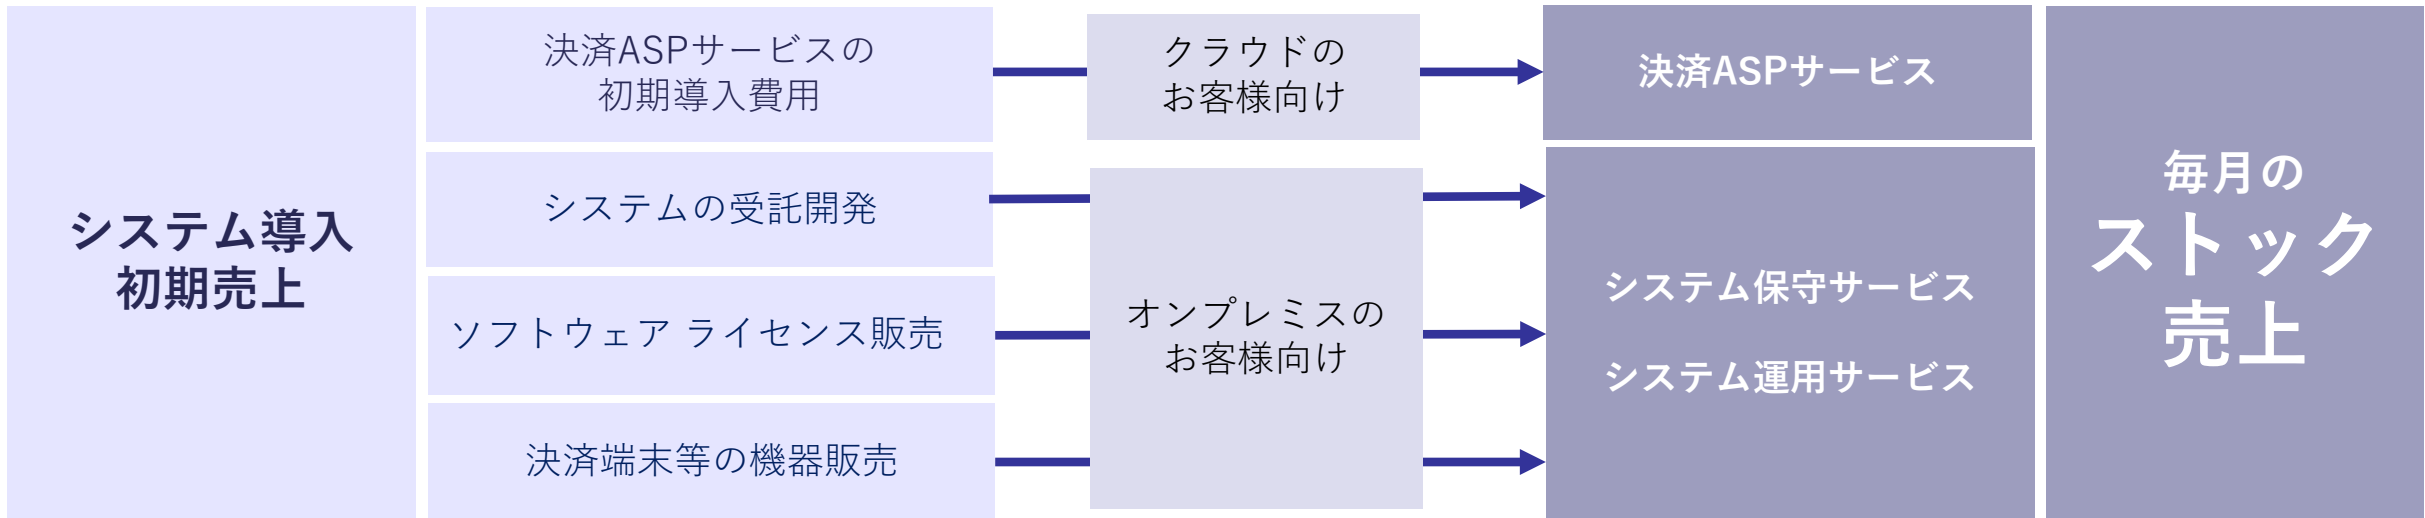 システム導入
初期売上
決済ASPサービスの
初期導入費用
システムの受託開発
ソフトウェア ライセンス販売
決済端末等の機器販売
クラウドの
お客様向け
オンプレミスの
お客様向け
決済ASPサービス
システム保守サービス
システム運用サービス
毎月の
ストック
売上